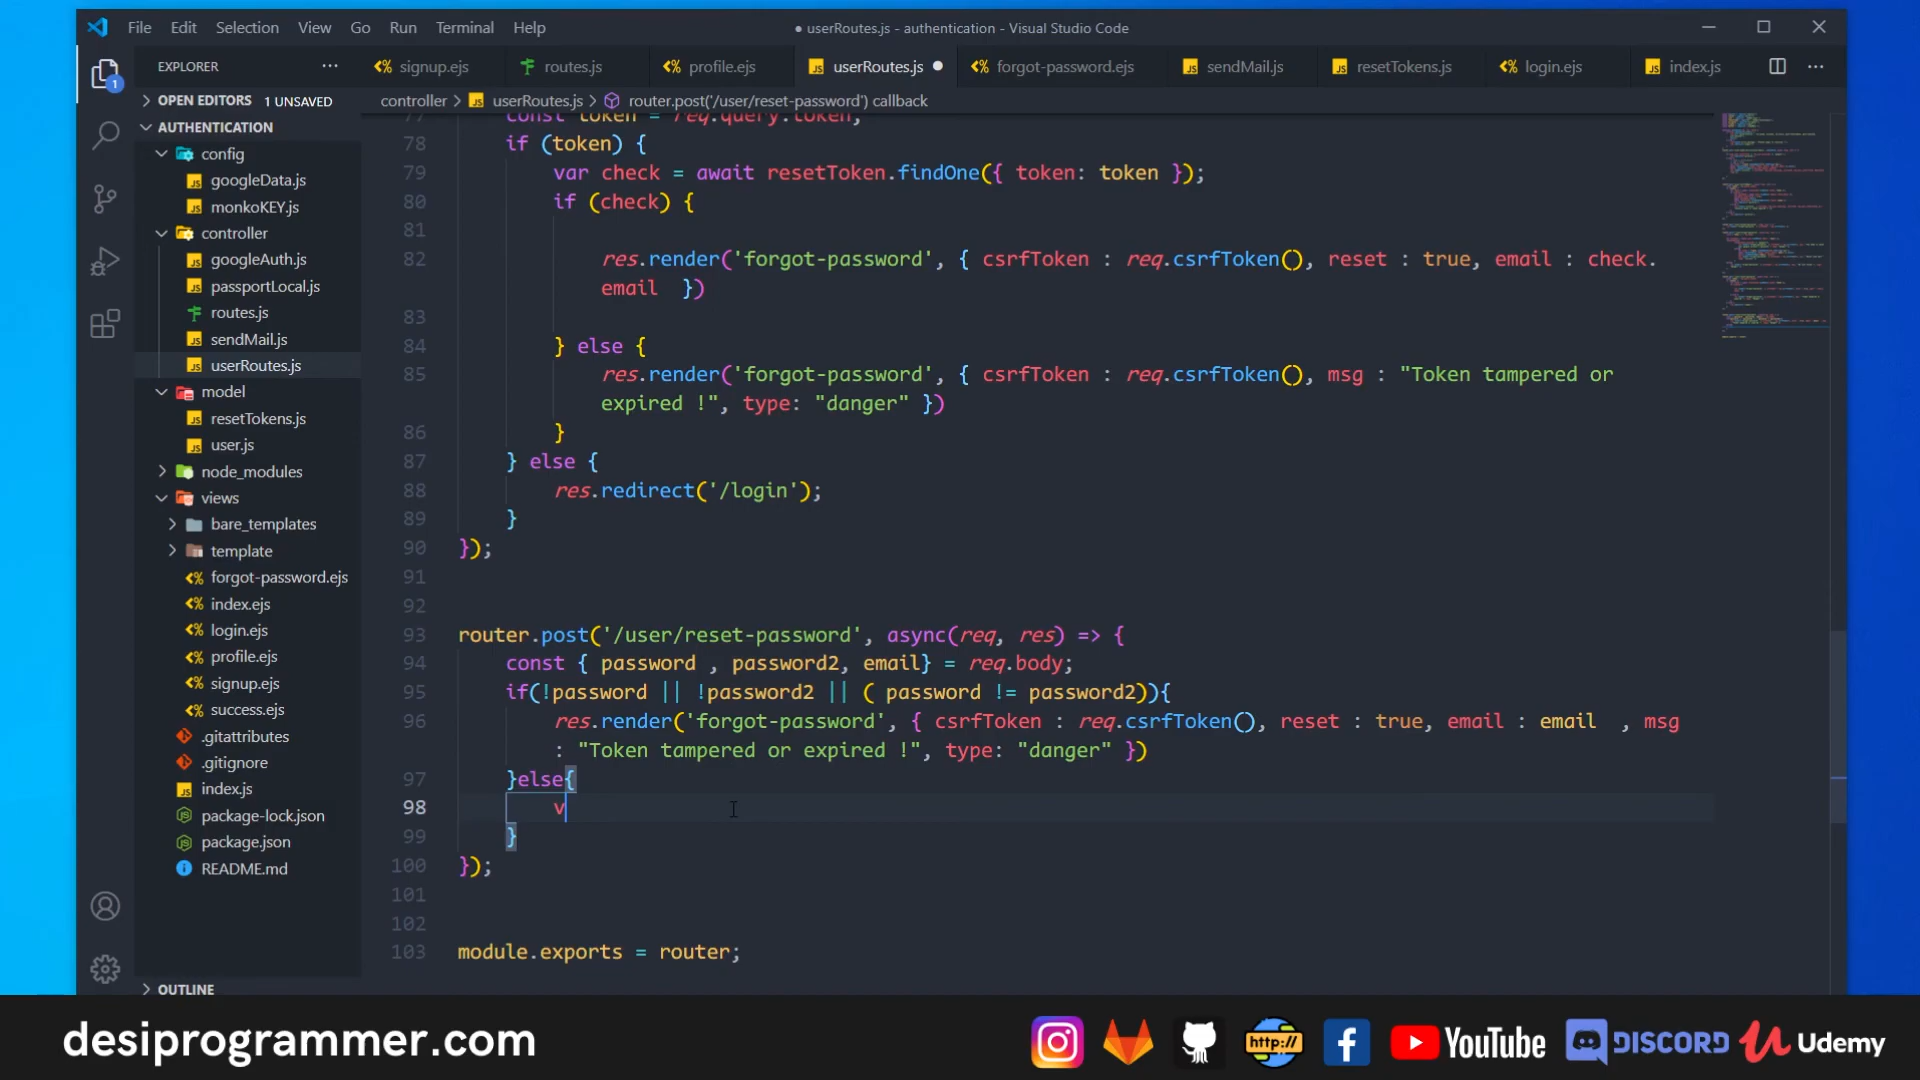 File Edit Selection View Go Run Terminal Help
● userRoutes.js - authentication - Visual Studio Code
EXPLORER
signup.ejs routes.js profile.ejs userRoutes.js forgot-password.ejs sendMail.js resetTokens.js login.ejs index.js
1
OPEN EDITORS 1 UNSAVED
AUTHENTICATION
config
googleData.js
monkoKEY.js
controller
googleAuth.js
passportLocal.js
routes.js
sendMail.js
userRoutes.js
model
resetTokens.js
user.js
node_modules
views
bare_templates
template
forgot-password.ejs
index.ejs
login.ejs
profile.ejs
signup.ejs
success.ejs
.gitattributes
.gitignore
index.js
package-lock.json
package.json
README.md
OUTLINE
controller > userRoutes.js > router.post('/user/reset-password') callback
77 const token = req.query.token;
78 if (token) {
79 var check = await resetToken.findOne({ token: token });
80 if (check) {
81
82 res.render('forgot-password', { csrfToken : req.csrfToken(), reset : true, email : check.
email })
83
84 } else {
85 res.render('forgot-password', { csrfToken : req.csrfToken(), msg : "Token tampered or
expired !", type: "danger" })
86 }
87 } else {
88 res.redirect('/login');
89 }
90 });
91
92
93 router.post('/user/reset-password', async(req, res) => {
94 const { password , password2, email} = req.body;
95 if(!password || !password2 || ( password != password2)){
96 res.render('forgot-password', { csrfToken : req.csrfToken(), reset : true, email : email , msg
: "Token tampered or expired !", type: "danger" })
97 }else{
98 v
99 }
100 });
101
102
103 module.exports = router;
desiprogrammer.com
http://
YouTube
DISCORD
Udemy